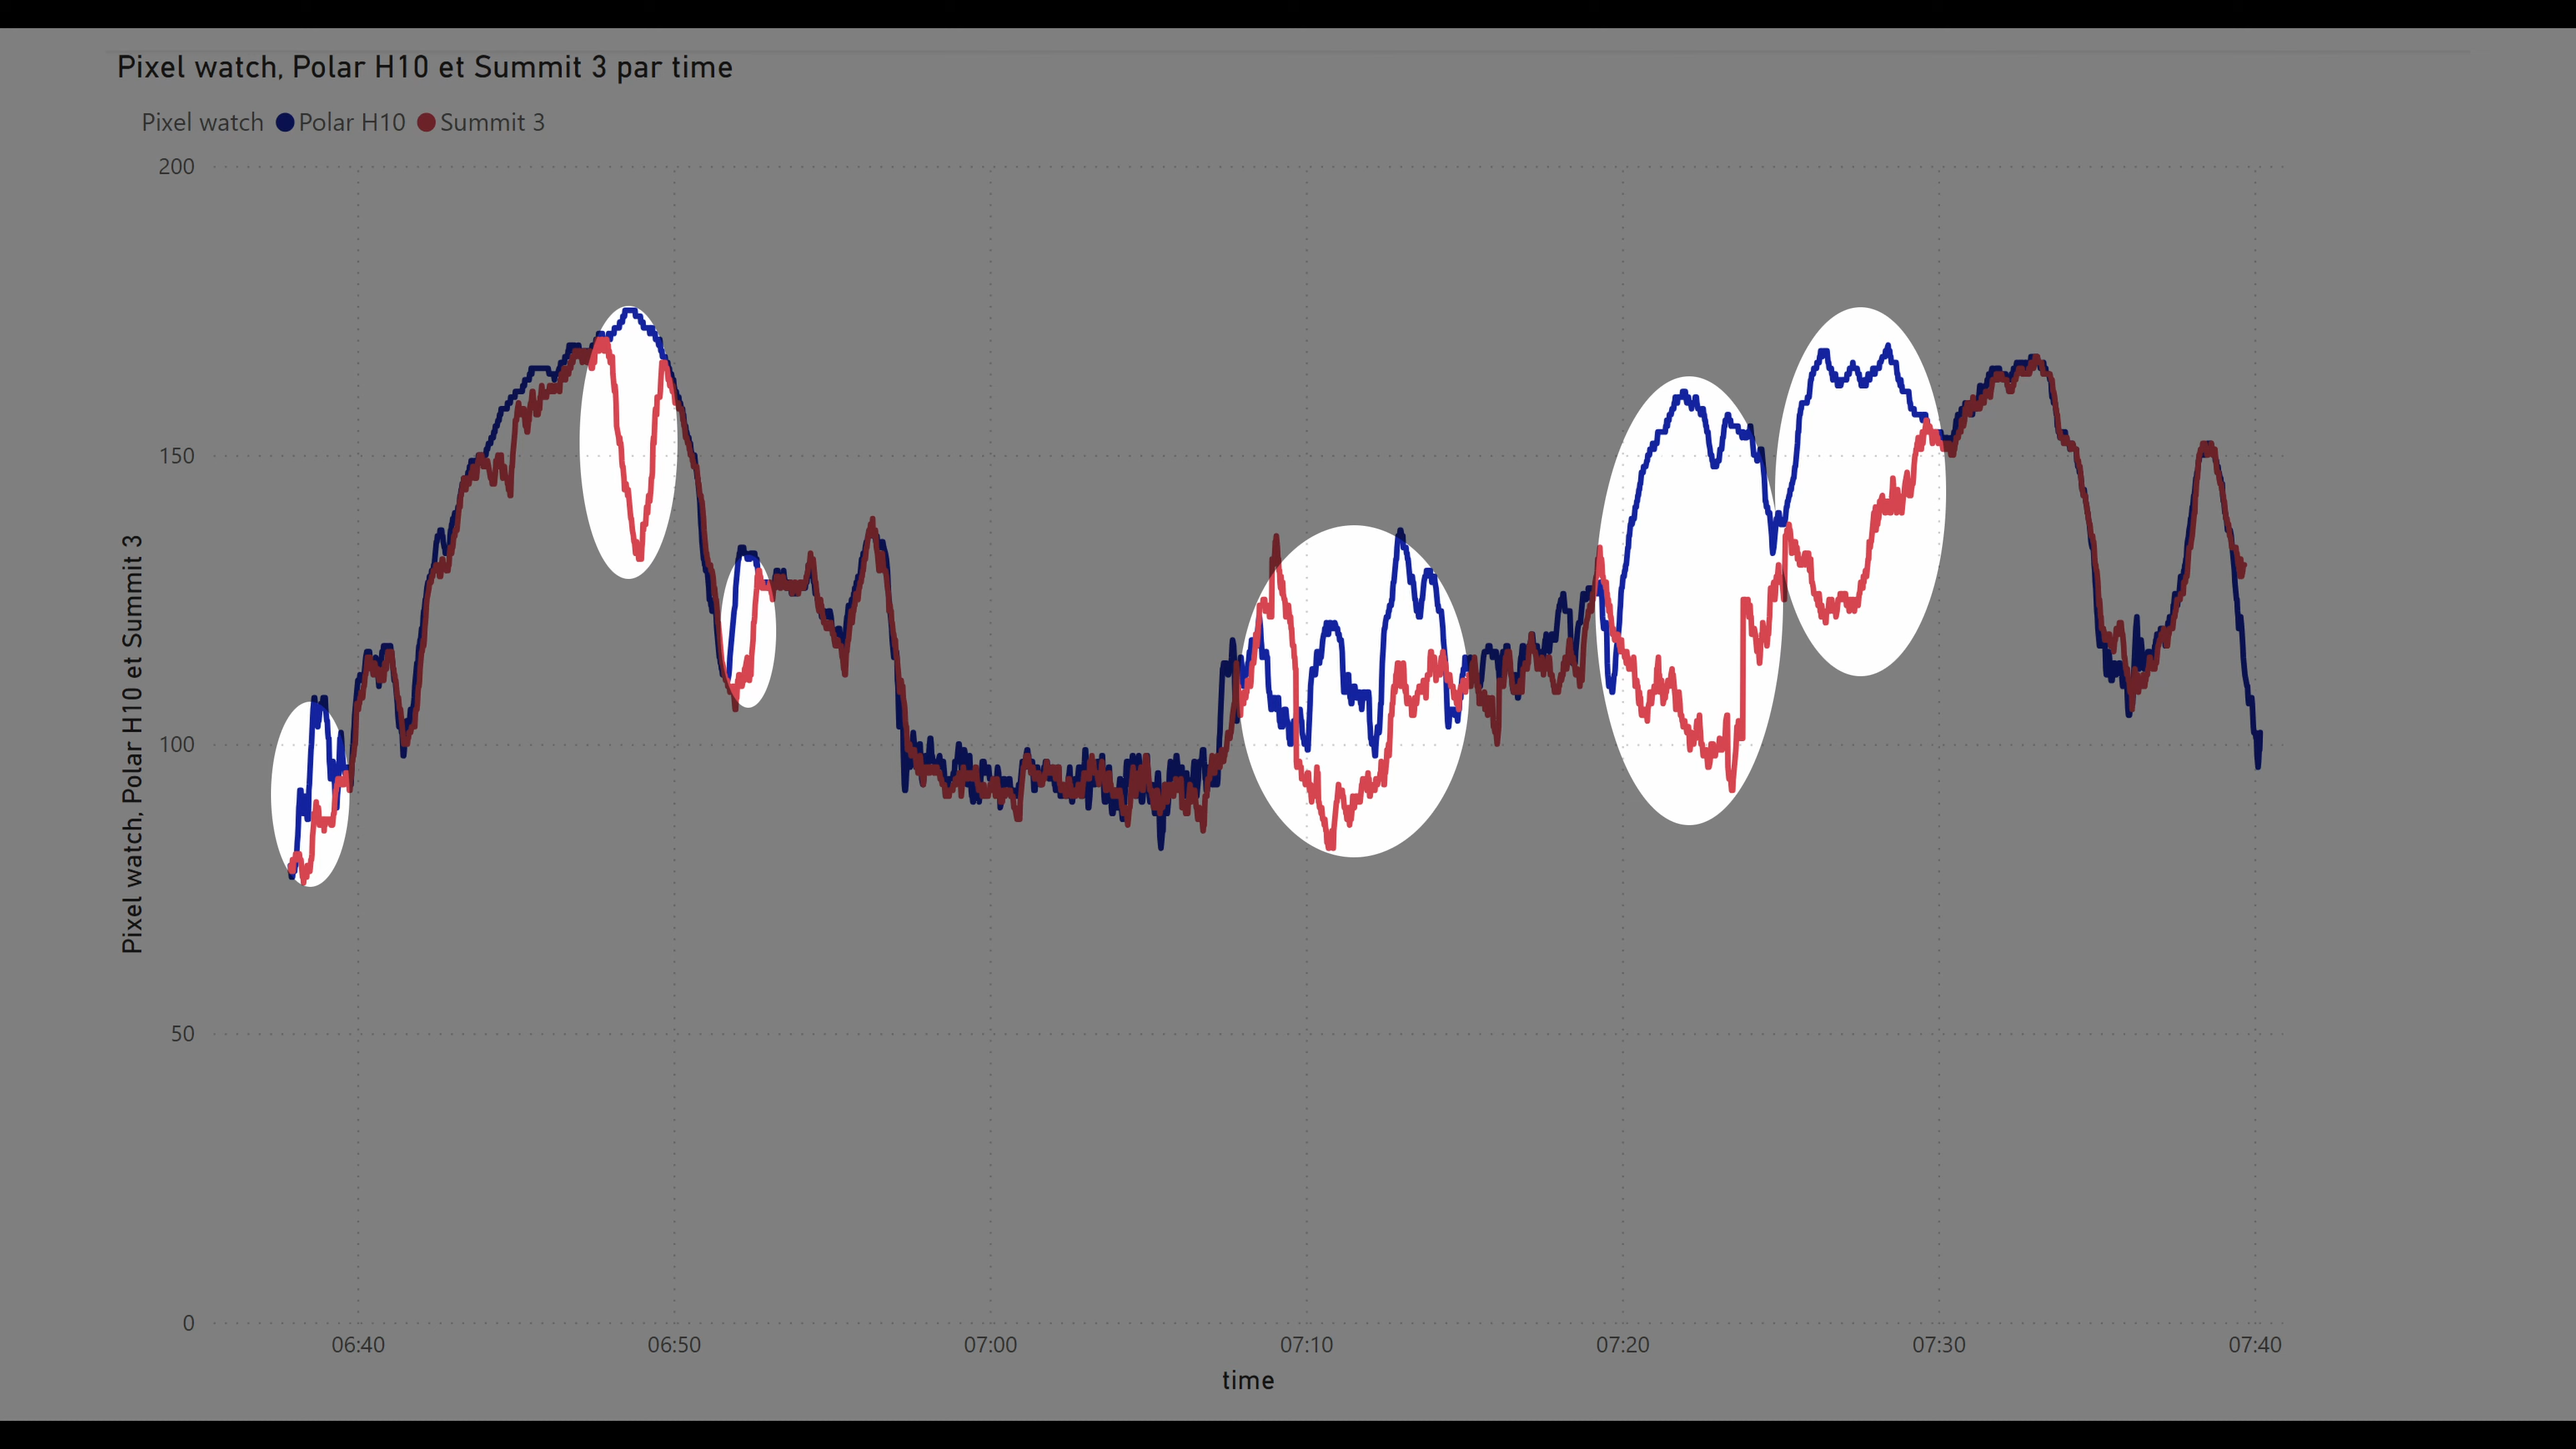 Pixel watch, Polar H10 et Summit 3 par time
Pixel watch Polar H10 Summit 3
200
150
100
50
0
Pixel watch, Polar H10 et Summit 3
06:40 06:50 07:00 07:10 07:20 07:30 07:40
time